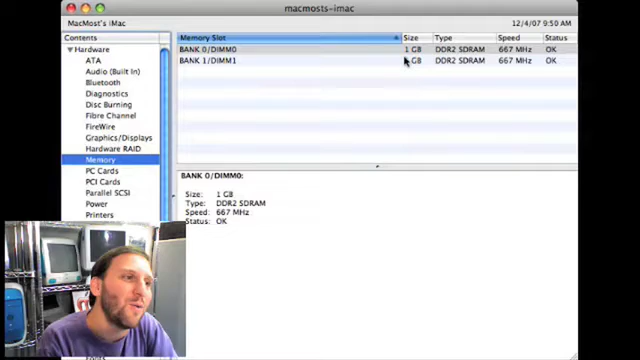 macmosts-imac
MacMost's iMac 12/4/07 9:50 AM
Contents Memory Slot Size Type Speed Status
Hardware BANK 0/DIMM0 1 GB DDR2 SDRAM 667 MHz OK
ATA BANK 1/DIMM1 GB DDR2 SDRAM 667 MHz OK
Audio (Built In)
Bluetooth
Diagnostics
Disc Burning
Fibre Channel
FireWire
Graphics/Displays
Hardware RAID
Memory
PC Cards
PCI Cards
Parallel SCSI
Power
Printers
BANK 0/DIMM0:
Size: 1 GB
Type: DDR2 SDRAM
Speed: 667 MHz
Status: OK